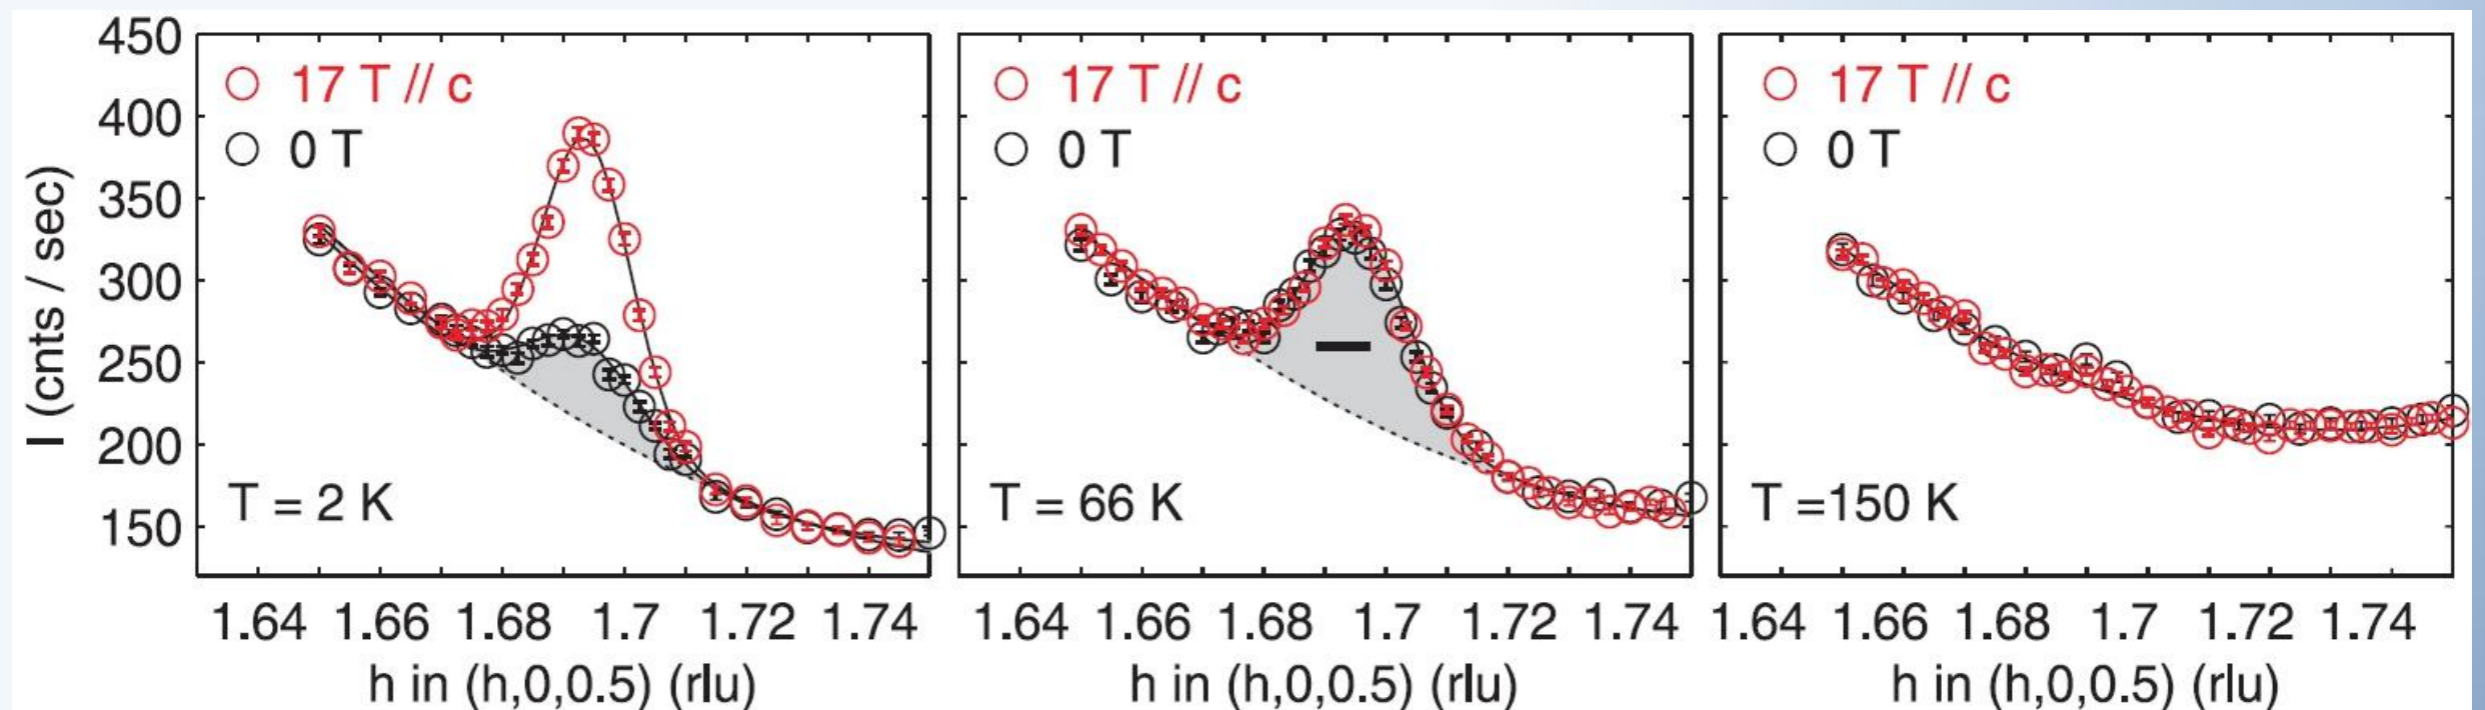 I (cnts / sec)
450
400
350
300
250
200
150
17 T // c
0 T
T = 2 K
1.64 1.66 1.68 1.7 1.72 1.74
h in (h,0,0.5) (rlu)
17 T // c
0 T
T = 66 K
1.64 1.66 1.68 1.7 1.72 1.74
h in (h,0,0.5) (rlu)
17 T // c
0 T
T =150 K
1.64 1.66 1.68 1.7 1.72 1.74
h in (h,0,0.5) (rlu)